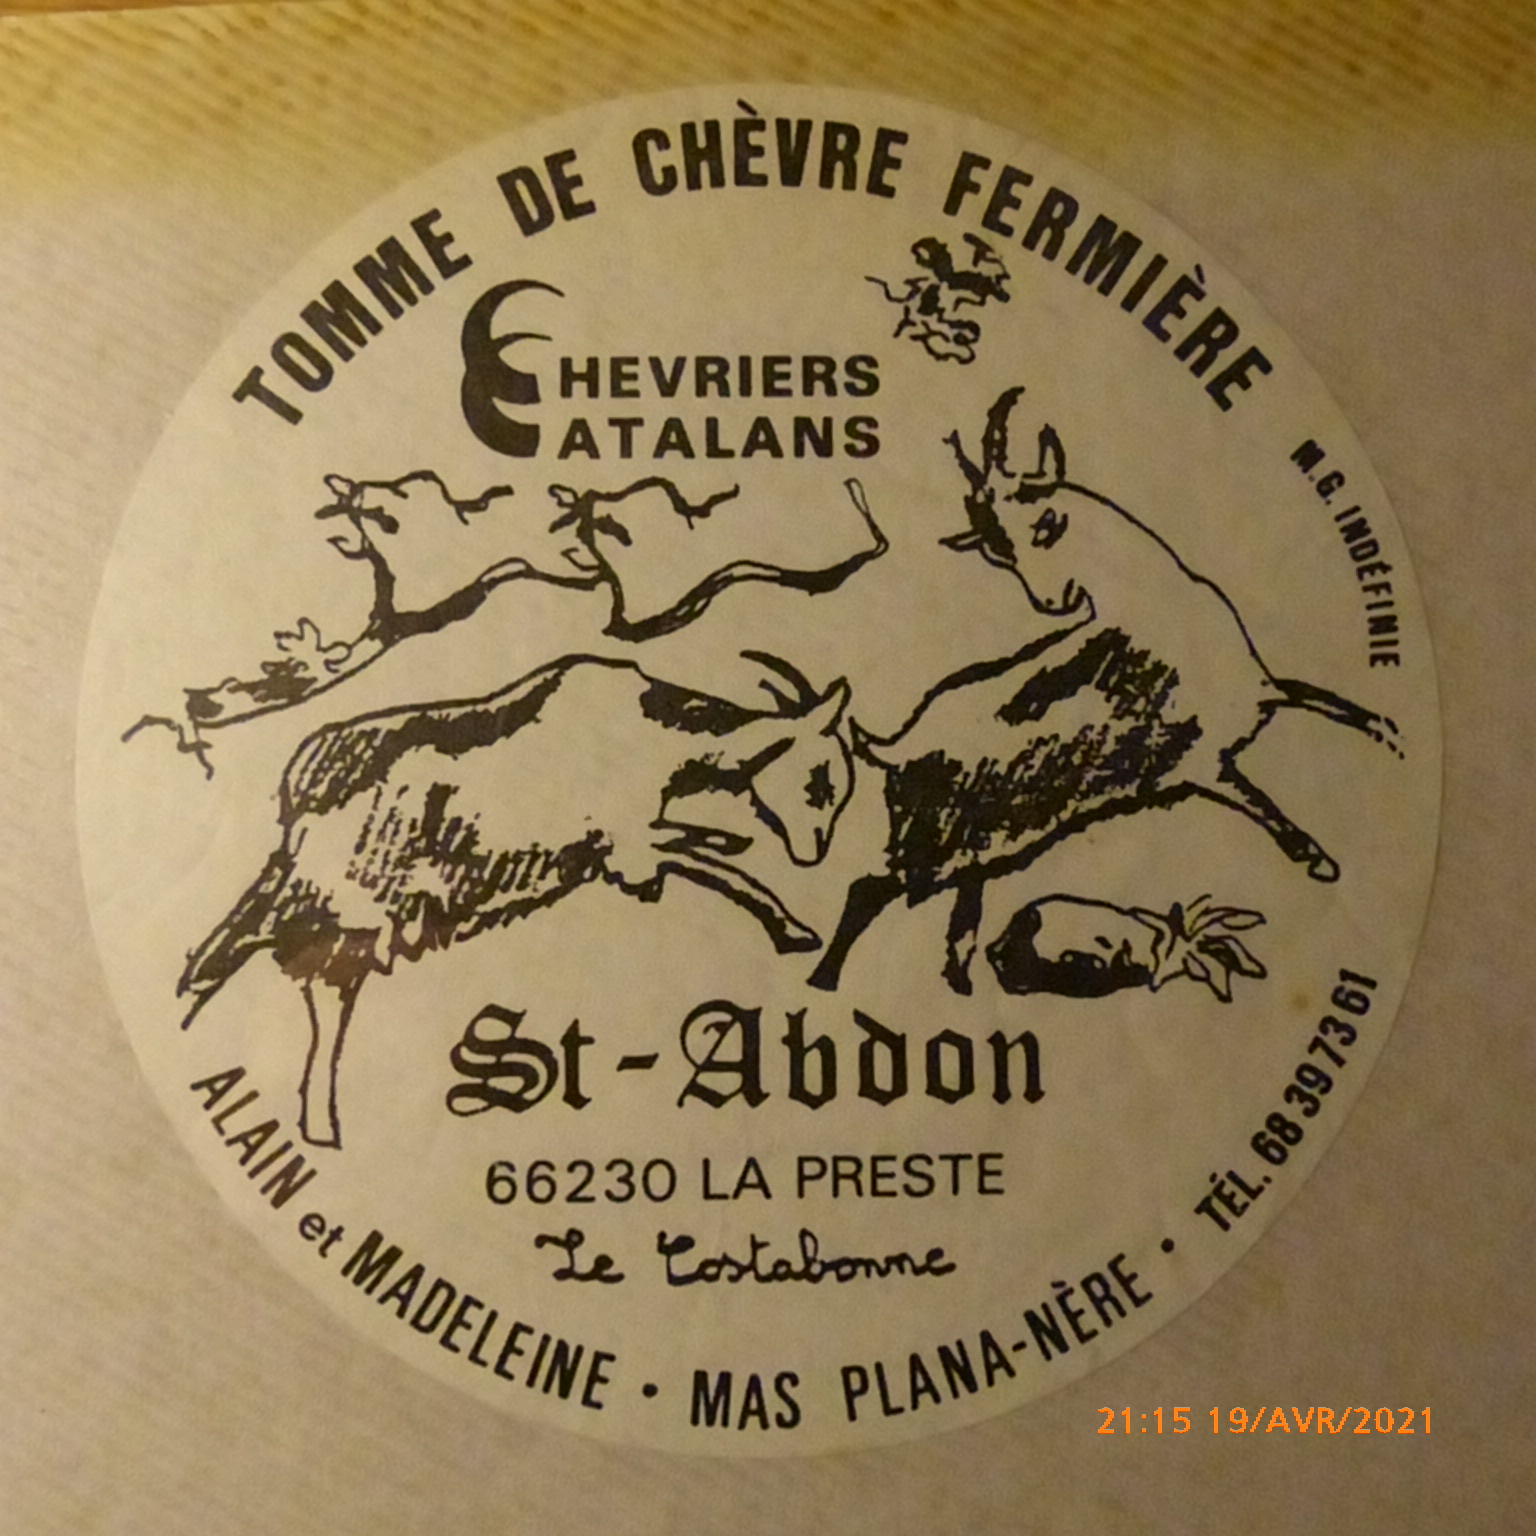 TOMME DE CHÈVRE FERMIÈRE
CHEVRIERS
CATALANS
M.G. INDÉFINIE
St-Abdon
66230 LA PRESTE
Le Costabonne
ALAIN et MADELEINE • MAS PLANA-NÈRE • TÉL. 68 39 73 61
21:15 19/AVR/2021